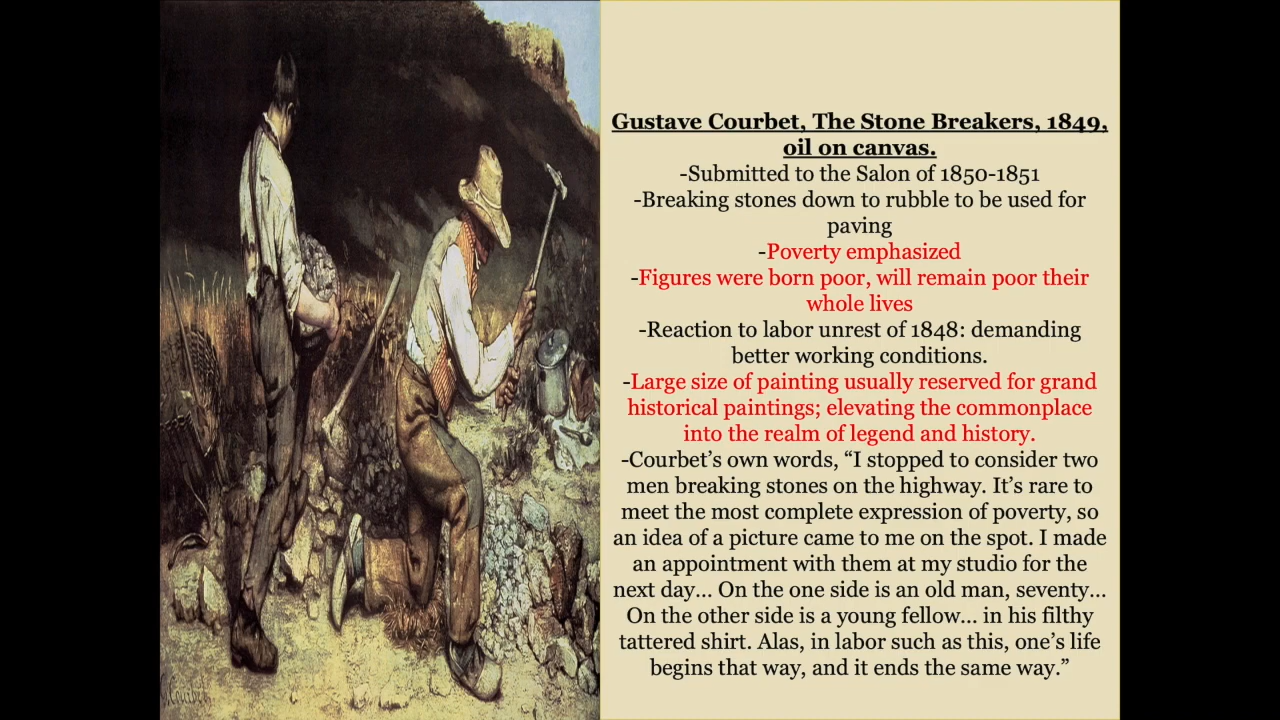 Gustave Courbet, The Stone Breakers, 1849,
oil on canvas.
-Submitted to the Salon of 1850-1851
-Breaking stones down to rubble to be used for
paving
-Poverty emphasized
-Figures were born poor, will remain poor their
whole lives
-Reaction to labor unrest of 1848: demanding
better working conditions.
-Large size of painting usually reserved for grand
historical paintings; elevating the commonplace
into the realm of legend and history.
-Courbet’s own words, “I stopped to consider two
men breaking stones on the highway. It’s rare to
meet the most complete expression of poverty, so
an idea of a picture came to me on the spot. I made
an appointment with them at my studio for the
next day… On the one side is an old man, seventy…
On the other side is a young fellow… in his filthy
tattered shirt. Alas, in labor such as this, one’s life
begins that way, and it ends the same way.”